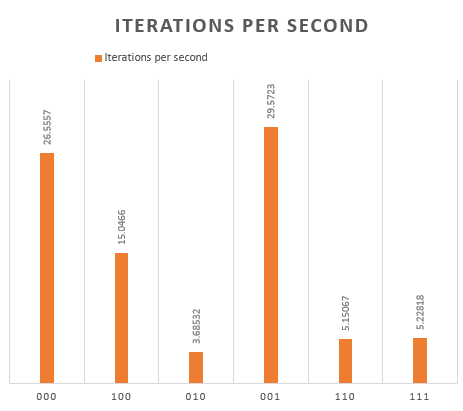 ITERATIONS PER SECOND
Iterations per second
26.5557
15.0466
3.68532
29.5723
5.15067
5.22818
000 100 010 001 110 111